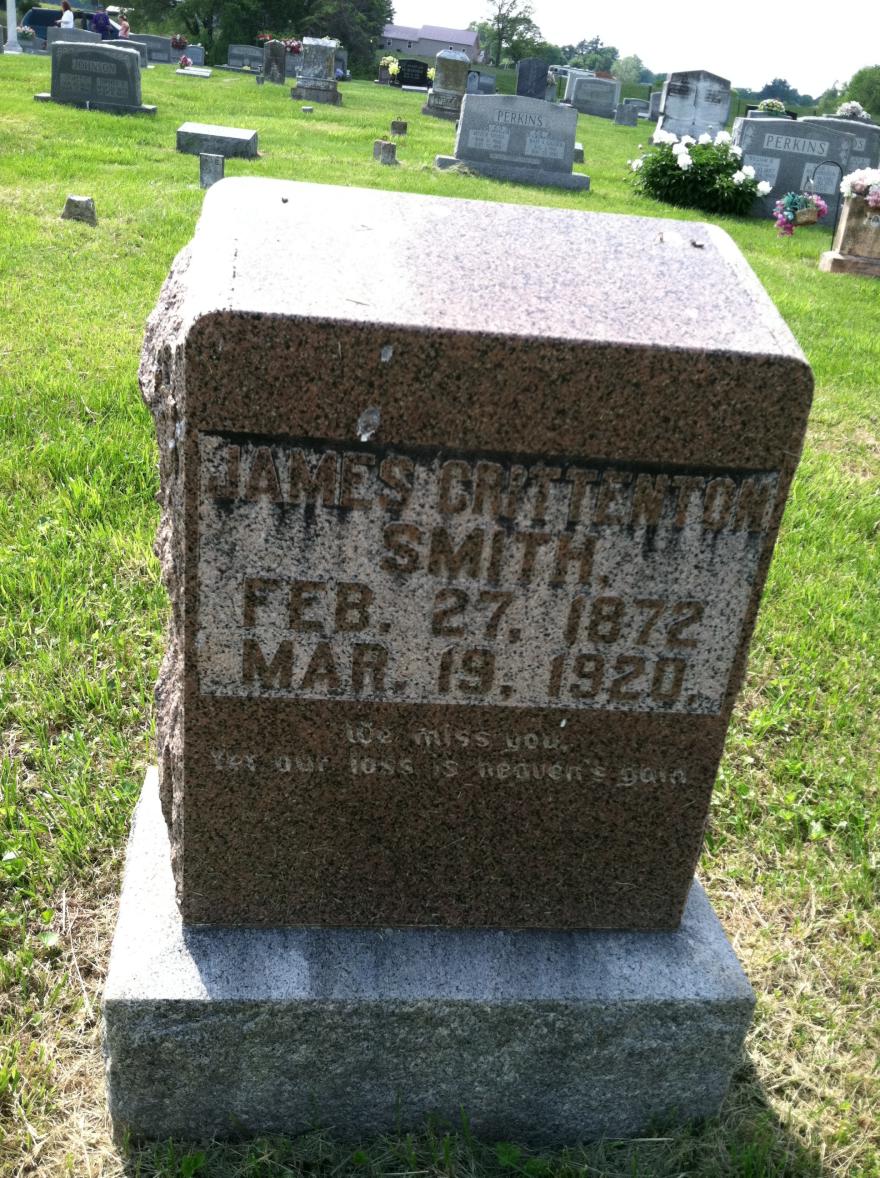 JOHNSON
PERKINS
PERKINS
JAMES CRITTENTON
SMITH.
FEB. 27. 1872
MAR. 19. 1920.
We miss you.
Yet our loss is heaven's gain